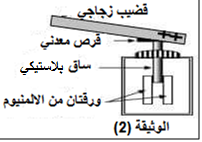 قضيب زجاجي
قرص معدني
ساق بلاستيكي
ورقتان من الالمنيوم
الوثيقة (2)